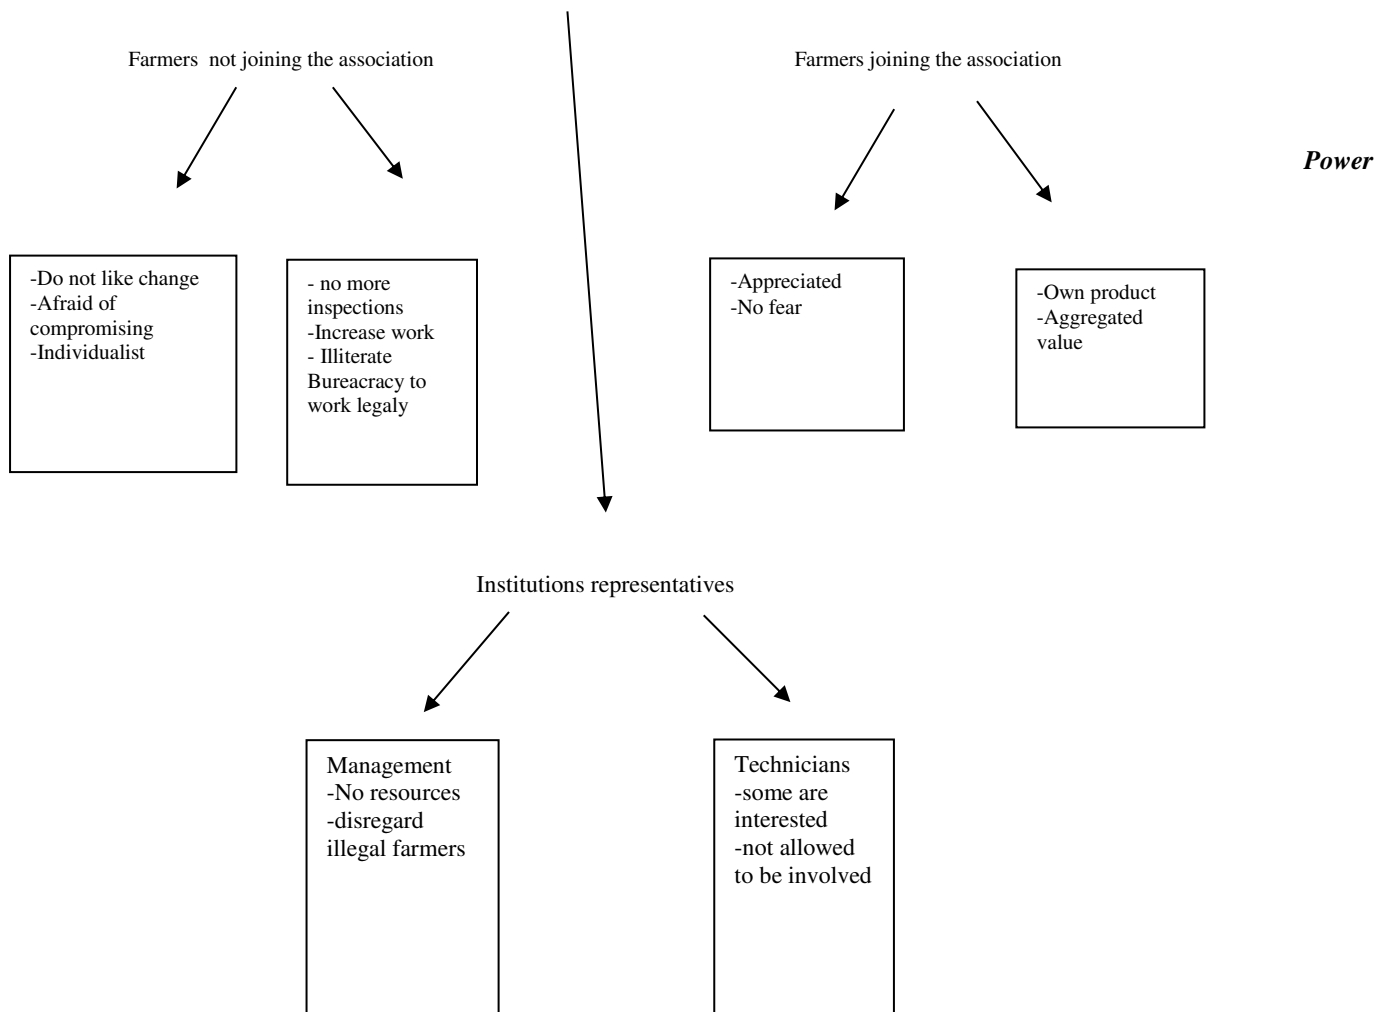 Farmers  not joining the association
Farmers joining the association
Power
-Do not like change
-Afraid of
compromising
-Individualist
- no more
inspections
-Increase work
- Illiterate
Bureacracy to
work legaly
-Appreciated
-No fear
-Own product
-Aggregated
value
Institutions representatives
Management
-No resources
-disregard
illegal farmers
Technicians
-some are
interested
-not allowed
to be involved